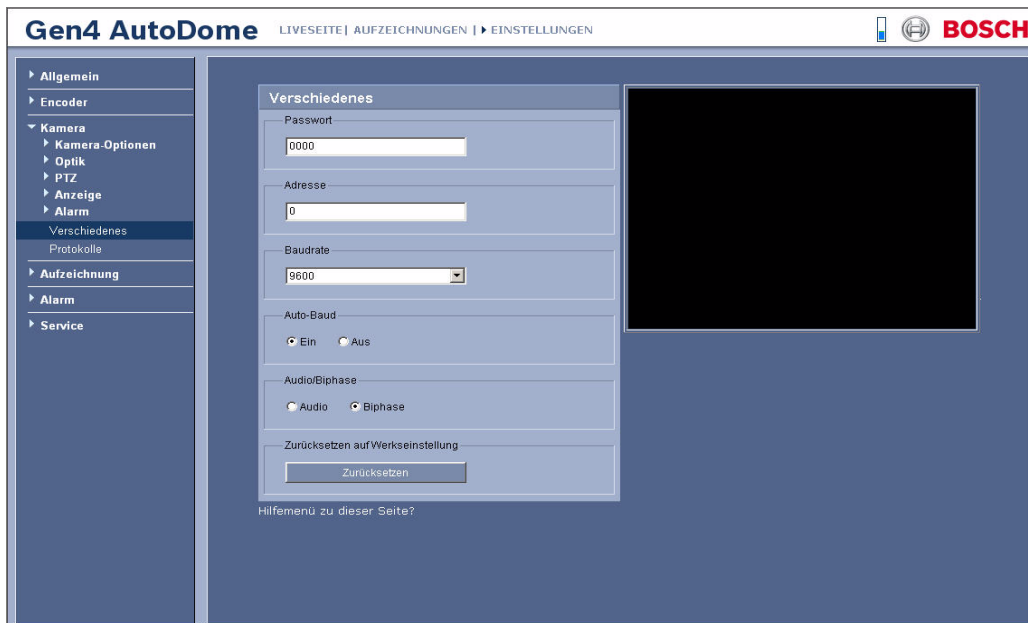 Gen4 AutoDome LIVESEITE| AUFZEICHNUNGEN | EINSTELLUNGEN BOSCH
Allgemein
Encoder
Kamera
Kamera-Optionen
Optik
PTZ
Anzeige
Alarm
Verschiedenes
Protokolle
Aufzeichnung
Alarm
Service
Verschiedenes
Passwort
0000
Adresse
0
Baudrate
9600
Auto-Baud
Ein Aus
Audio/Biphase
Audio Biphase
Zurücksetzen auf Werkseinstellung
Zurücksetzen
Hilfemenü zu dieser Seite?